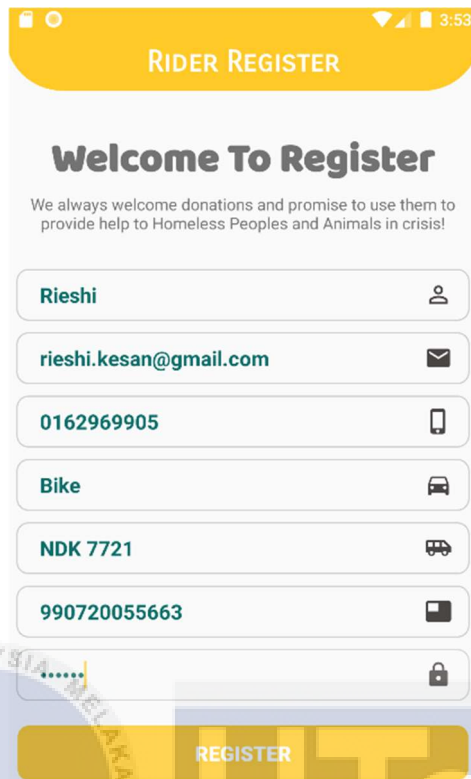 3:53
RIDER REGISTER
Welcome To Register
We always welcome donations and promise to use them to
provide help to Homeless Peoples and Animals in crisis!
Rieshi
rieshi.kesan@gmail.com
0162969905
Bike
NDK 7721
990720055663
••••••
REGISTER